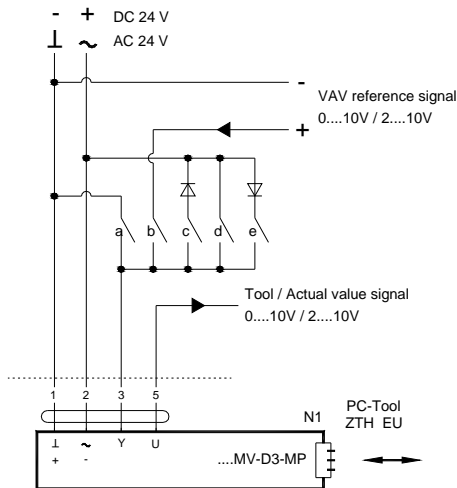 - + DC 24 V
⊥ ~ AC 24 V
-
VAV reference signal
0....10V / 2....10V
+
a b c d e
Tool / Actual value signal
0....10V / 2....10V
1 2 3 5
N1
PC-Tool
ZTH EU
⊥ ~ Y U
+ -
....MV-D3-MP